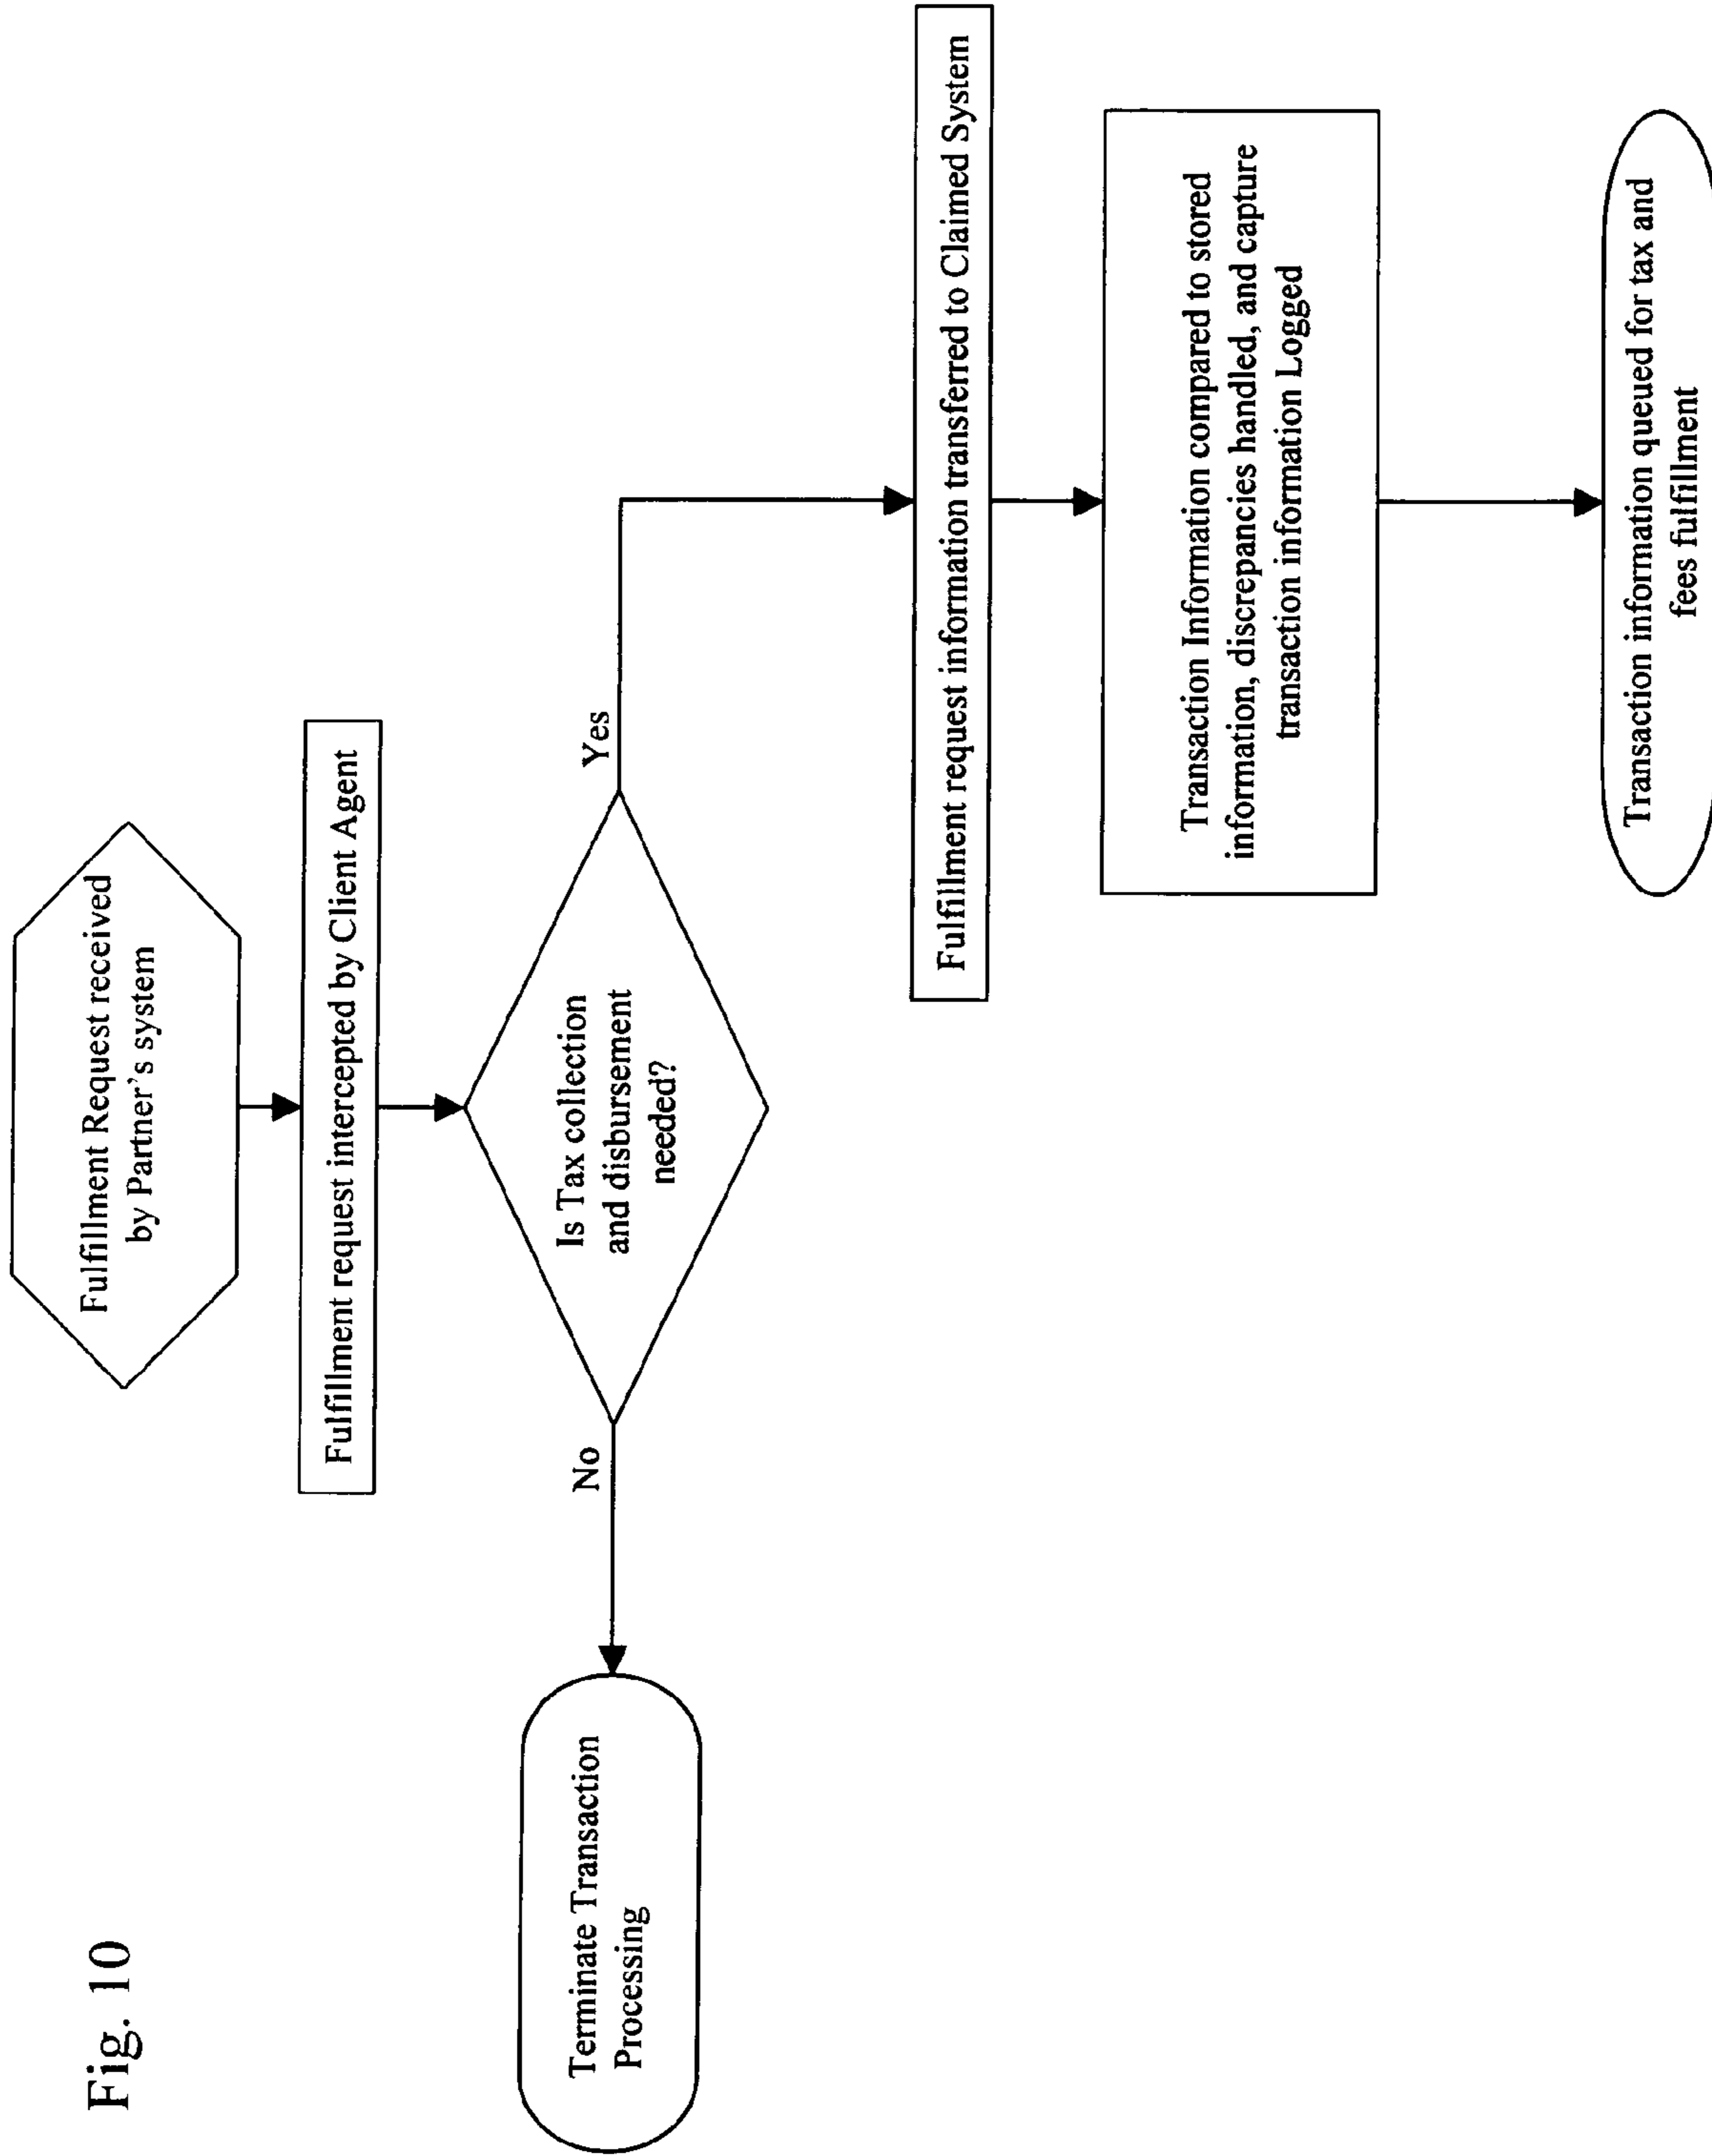 Fig. 10
Fulfillment Request received
by Partner's system
Fulfillment request intercepted by Client Agent
Is Tax collection
and disbursement
needed?
No
Yes
Terminate Transaction
Processing
Fulfillment request information transferred to Claimed System
Transaction Information compared to stored
information, discrepancies handled, and capture
transaction information Logged
Transaction information queued for tax and
fees fulfillment